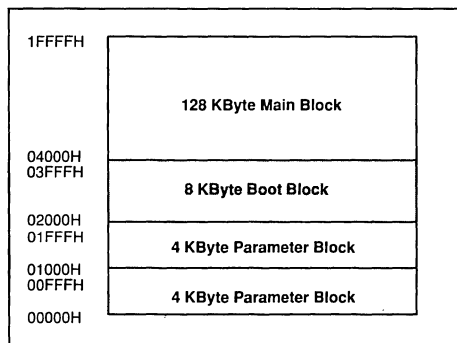 1FFFFH
128 KByte Main Block
04000H
03FFFH
8 KByte Boot Block
02000H
01FFFH
4 KByte Parameter Block
01000H
00FFFH
4 KByte Parameter Block
00000H